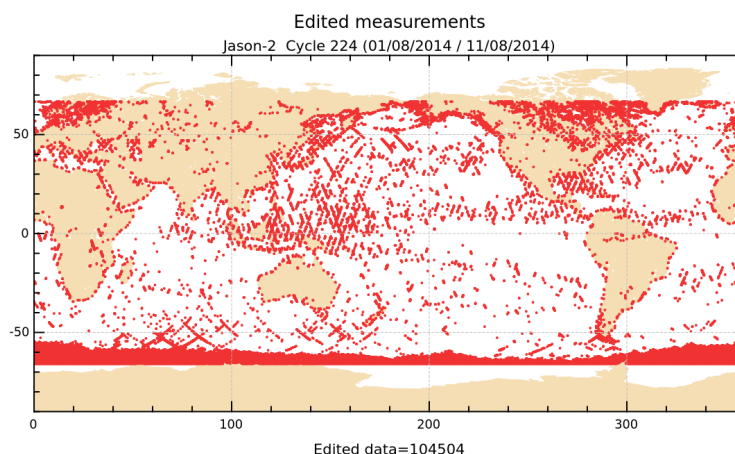 Edited measurements
Jason-2 Cycle 224 (01/08/2014 / 11/08/2014)
50
0
-50
0 100 200 300
Edited data=104504